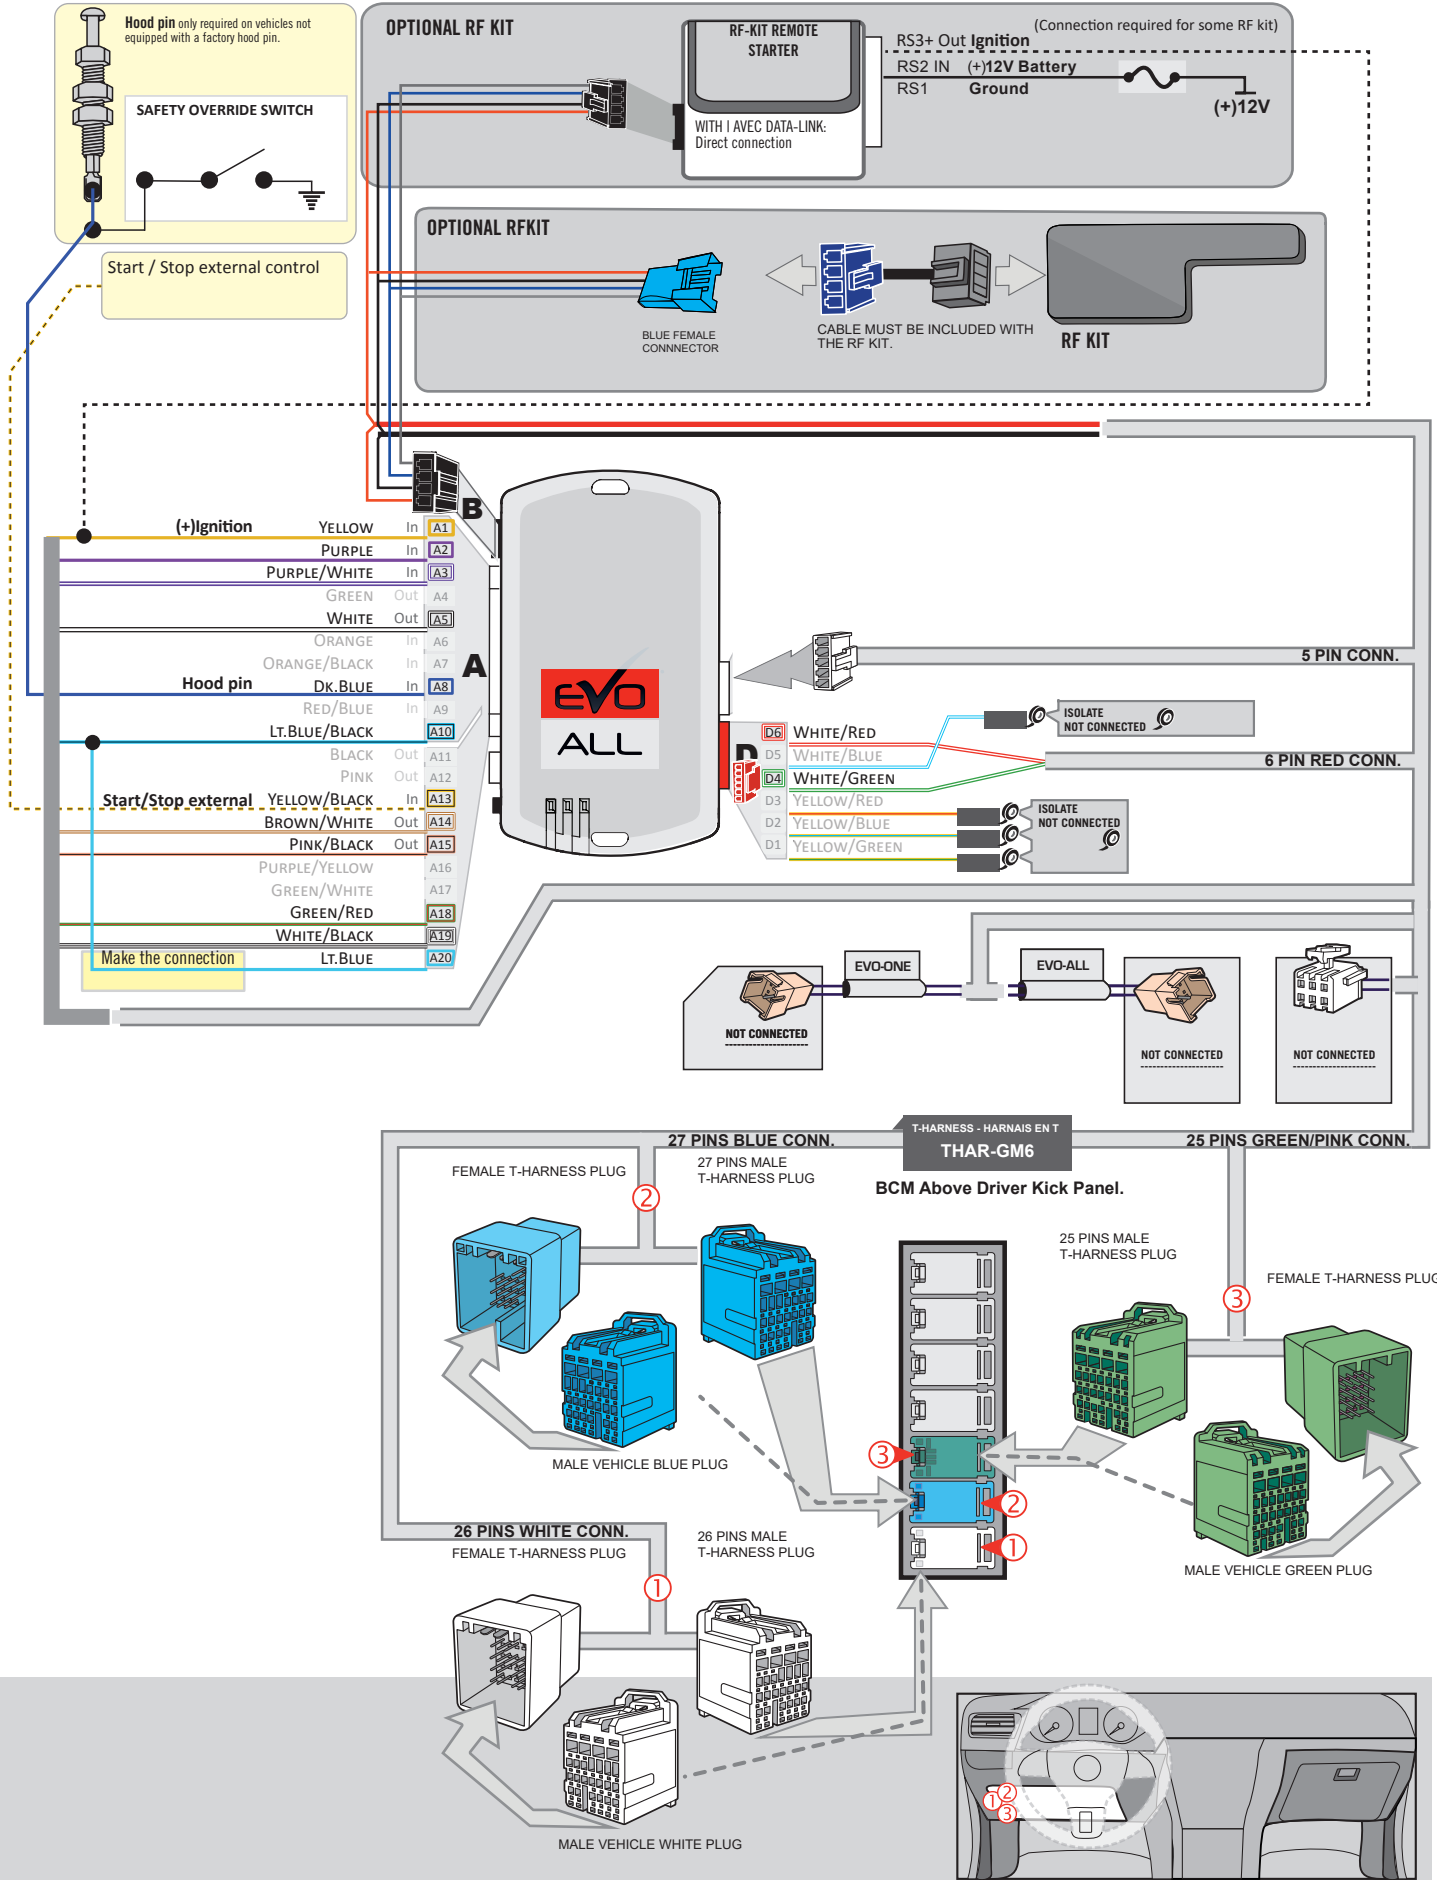 Hood pin only required on vehicles not
equipped with a factory hood pin.
SAFETY OVERRIDE SWITCH
Start / Stop external control
OPTIONAL RF KIT
RF-KIT REMOTE
STARTER
WITH | AVEC DATA-LINK:
Direct connection
(Connection required for some RF kit)
RS3+ Out Ignition
RS2 IN (+)12V Battery
RS1 Ground
(+)12V
OPTIONAL RFKIT
BLUE FEMALE
CONNNECTOR
CABLE MUST BE INCLUDED WITH
THE RF KIT.
RF KIT
B
(+)Ignition YELLOW In A1
PURPLE In A2
PURPLE/WHITE In A3
GREEN Out A4
WHITE Out A5
ORANGE In A6
ORANGE/BLACK In A7
A
Hood pin DK.BLUE In A8
RED/BLUE In A9
LT.BLUE/BLACK A10
BLACK Out A11
PINK Out A12
Start/Stop external YELLOW/BLACK In A13
BROWN/WHITE Out A14
PINK/BLACK Out A15
PURPLE/YELLOW A16
GREEN/WHITE A17
GREEN/RED A18
WHITE/BLACK A19
Make the connection LT.BLUE A20
EVO
ALL
5 PIN CONN.
D
D6 WHITE/RED
D5 WHITE/BLUE
D4 WHITE/GREEN
D3 YELLOW/RED
D2 YELLOW/BLUE
D1 YELLOW/GREEN
ISOLATE
NOT CONNECTED
6 PIN RED CONN.
ISOLATE
NOT CONNECTED
EVO-ONE
EVO-ALL
NOT CONNECTED
NOT CONNECTED
NOT CONNECTED
27 PINS BLUE CONN.
T-HARNESS - HARNAIS EN T
THAR-GM6
25 PINS GREEN/PINK CONN.
BCM Above Driver Kick Panel.
FEMALE T-HARNESS PLUG
2
27 PINS MALE
T-HARNESS PLUG
25 PINS MALE
T-HARNESS PLUG
3
FEMALE T-HARNESS PLUG
MALE VEHICLE BLUE PLUG
3
2
1
MALE VEHICLE GREEN PLUG
26 PINS WHITE CONN.
FEMALE T-HARNESS PLUG
1
26 PINS MALE
T-HARNESS PLUG
MALE VEHICLE WHITE PLUG
2
1
3